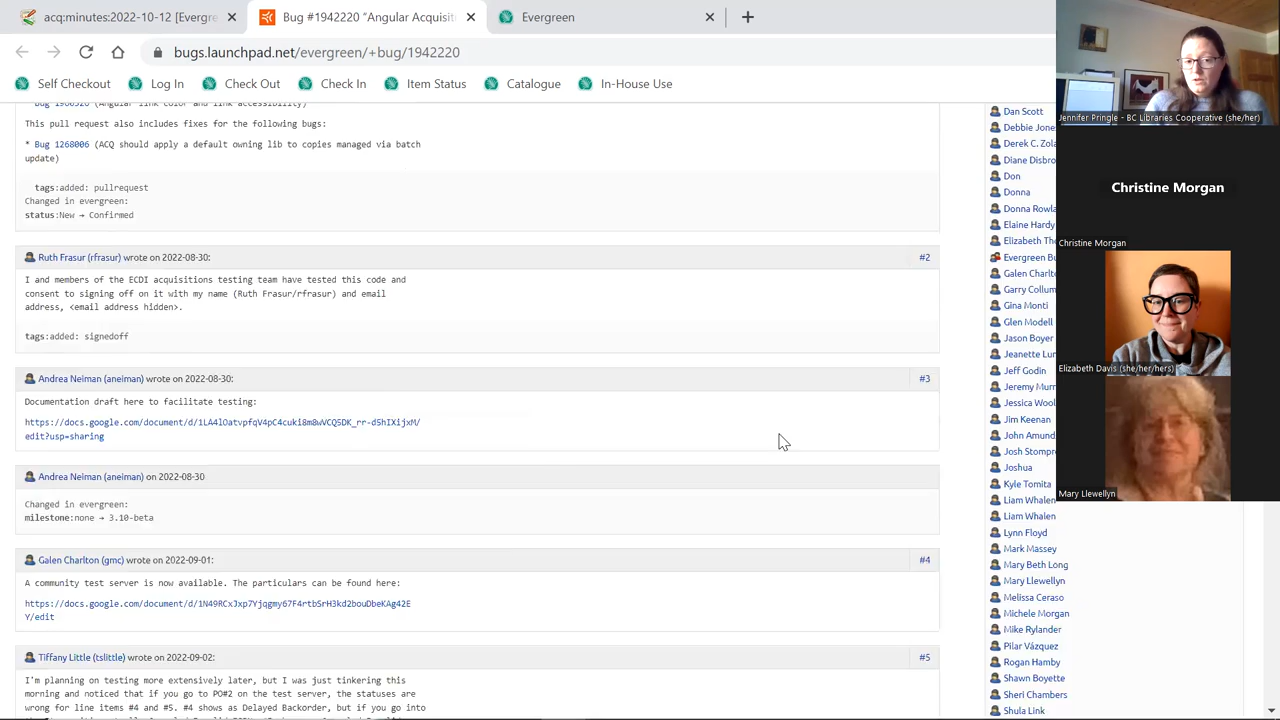 acq:minutes:2022-10-12 [Evergre
Bug #1942220 "Angular Acquisit
Evergreen
bugs.launchpad.net/evergreen/+bug/1942220
Self Checkout
Log In
Check Out
Check
Item Status
Catalogue
In-House Use
This pull request also includes fixes for the following bugs:
* Bug 1268006 (ACQ should apply a default owning lib to copies managed via batch
update)
tags:added: pullrequest
Changed in evergreen:
status:New → Confirmed
Ruth Frasur (rfrasur) wrote on 2022-08-30: #2
I and members of the ECDI acquisitions testing team have tested the code and
consent to signing off on it with my name (Ruth Frasur/rfrasur) and email
address, <email address hidden>.
tags:added: signedoff
Andrea Neiman (aneiman) wrote on 2022-08-30: #3
Documentation draft here to facilitate testing:
edit?usp=sharing
Andrea Neiman (aneiman) on 2022-08-30
Changed in evergreen:
milestone:none → 3.10-beta
Galen Charlton (gmc) wrote on 2022-09-01: #4
A community test server is now available. The particulars can be found here:
Y/edit
Tiffany Little (tslittle) wrote on 2022-09-02: #5
I'm planning on testing more extensively later, but I was just tinkering this
morning and noticed that if you go to PO#2 on the test server, the statuses are
wrong for line items #4 and #5. #4 shows as Delayed in the list, but if you go into
Dan Scott
Debbie Jone
Derek C. Zola
Diane Disbro
Don
Donna
Donna Rowla
Elaine Hardy
Elizabeth Tho
Evergreen Bu
Galen Charlto
Garry Collum
Gina Monti
Glen Modell
Jason Boyer
Jeanette Lun
Jeff Godin
Jeremy Murr
Jessica Wool
Jim Keenan
John Amund
Josh Stompro
Joshua
Kyle Tomita
Liam Whalen
Liam Whalen
Lynn Floyd
Mark Massey
Mary Beth Long
Mary Llewellyn
Melissa Ceraso
Michele Morgan
Mike Rylander
Pilar Vázquez
Rogan Hamby
Shawn Boyette
Sheri Chambers
Shula Link
Jennifer Pringle - BC Libraries Cooperative (she/her)
Christine Morgan
Christine Morgan
Elizabeth Davis (she/her/hers)
Mary Llewellyn